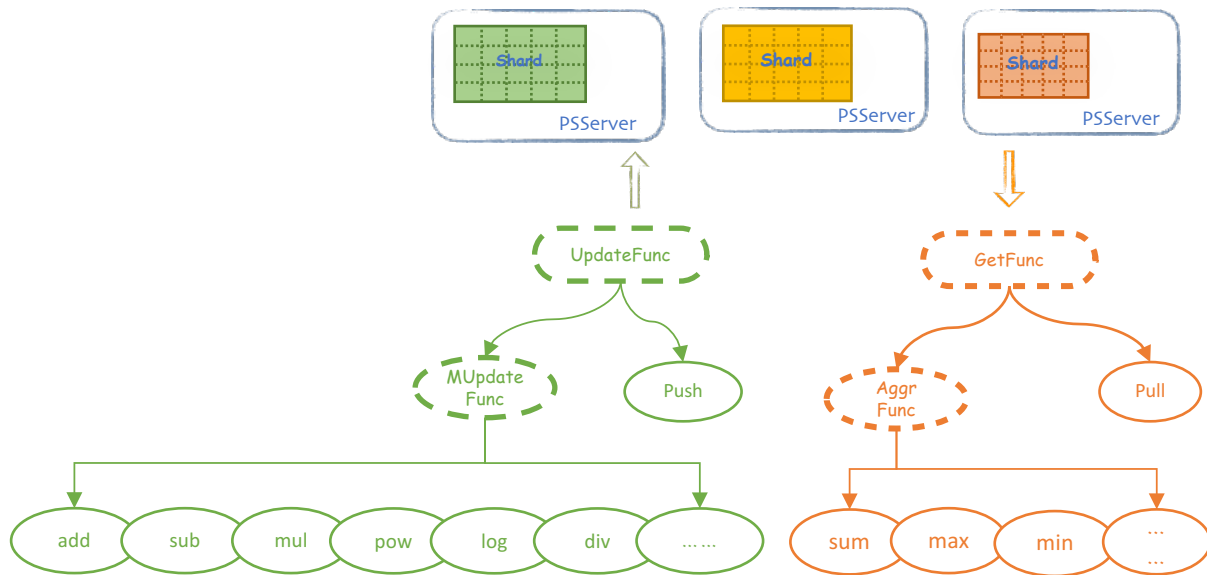 Shard
PSServer
Shard
PSServer
Shard
PSServer
UpdateFunc
GetFunc
MUpdate
Func
Push
Aggr
Func
Pull
add
sub
mul
pow
log
div
... ...
sum
max
min
...
...